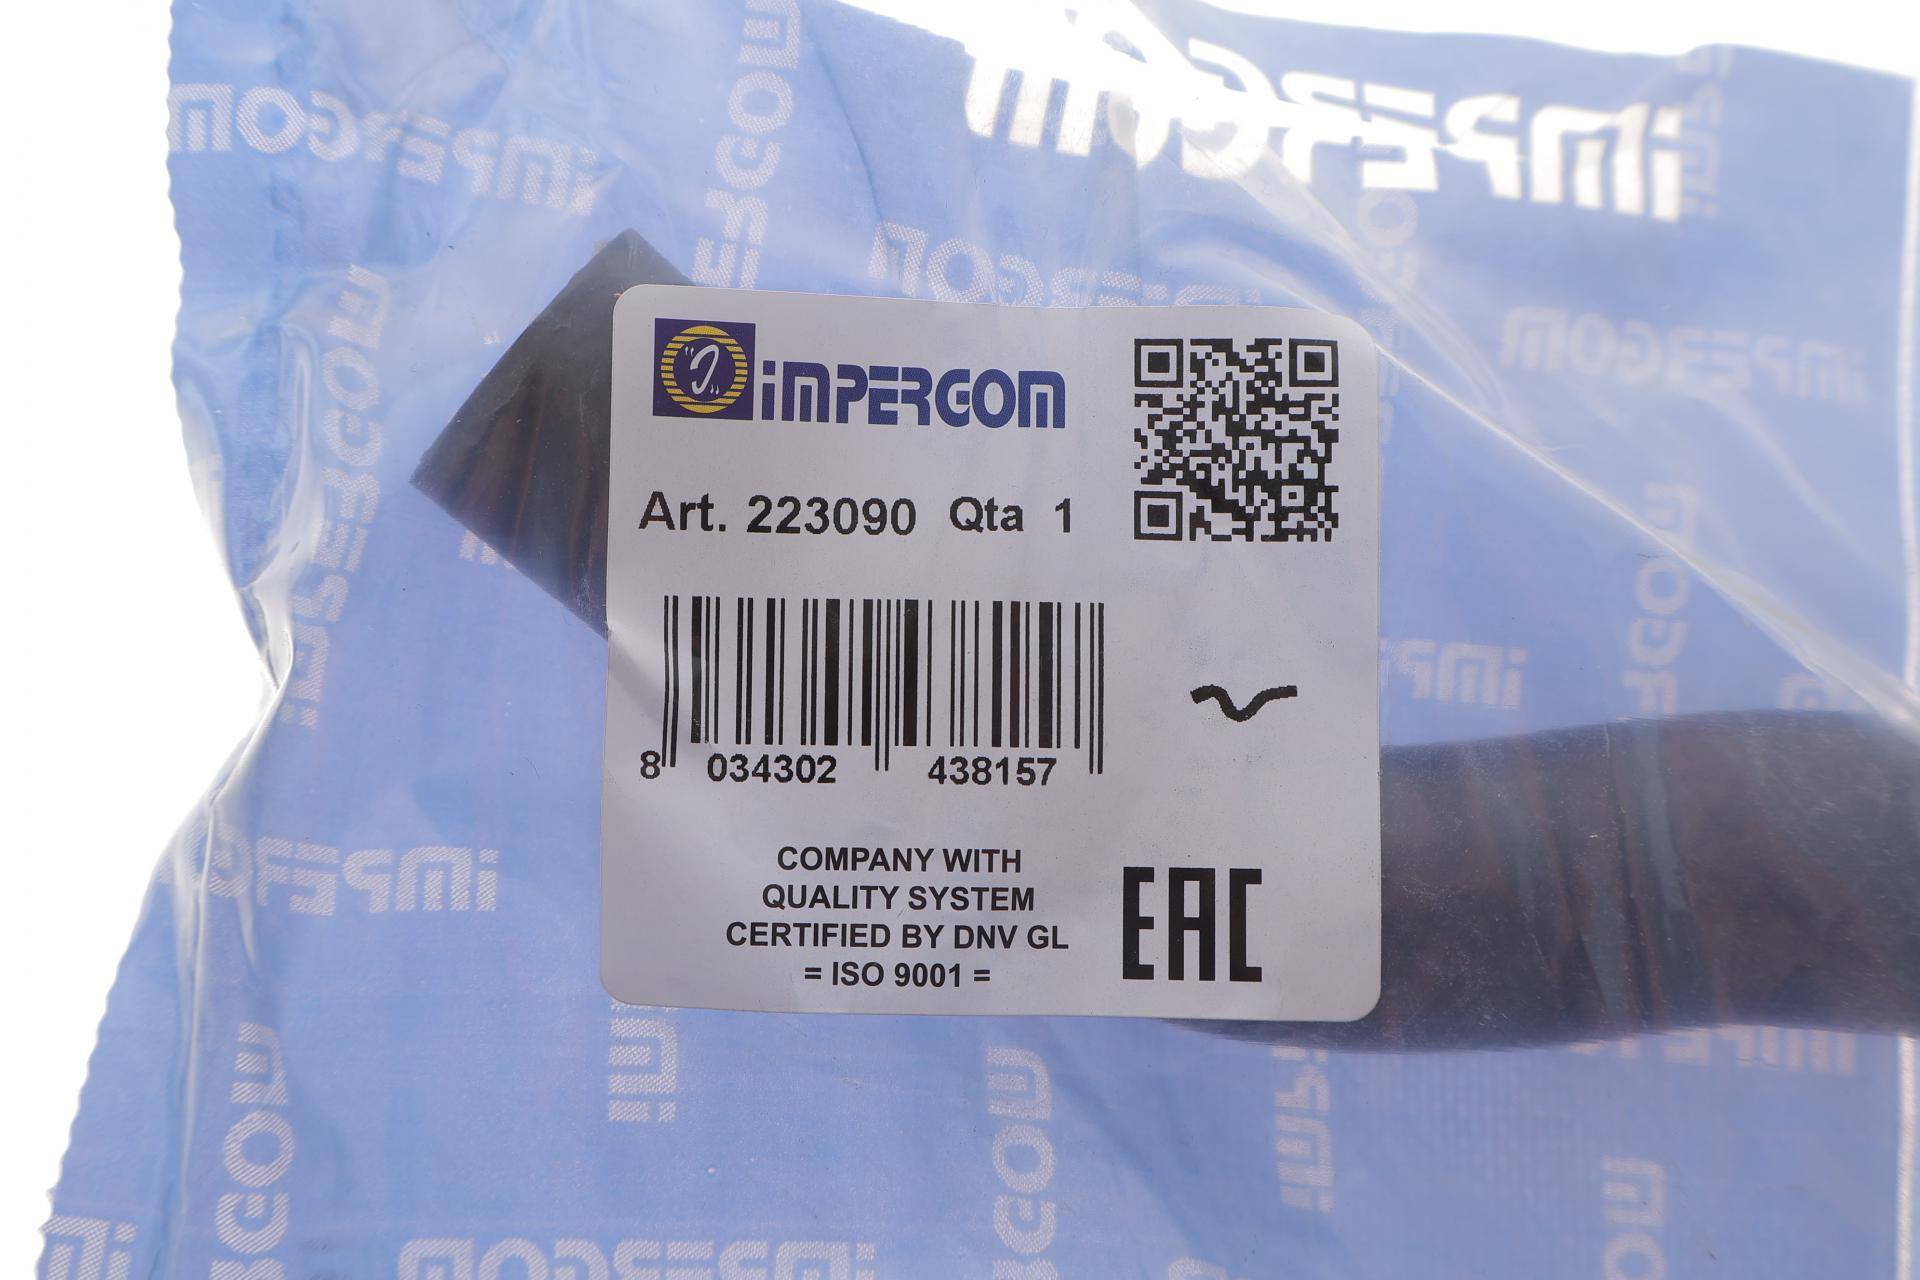 IMPERGOM
Art. 223090 Qta 1
8 034302 438157
COMPANY WITH
QUALITY SYSTEM
CERTIFIED BY DNV GL
= ISO 9001 =
EAC